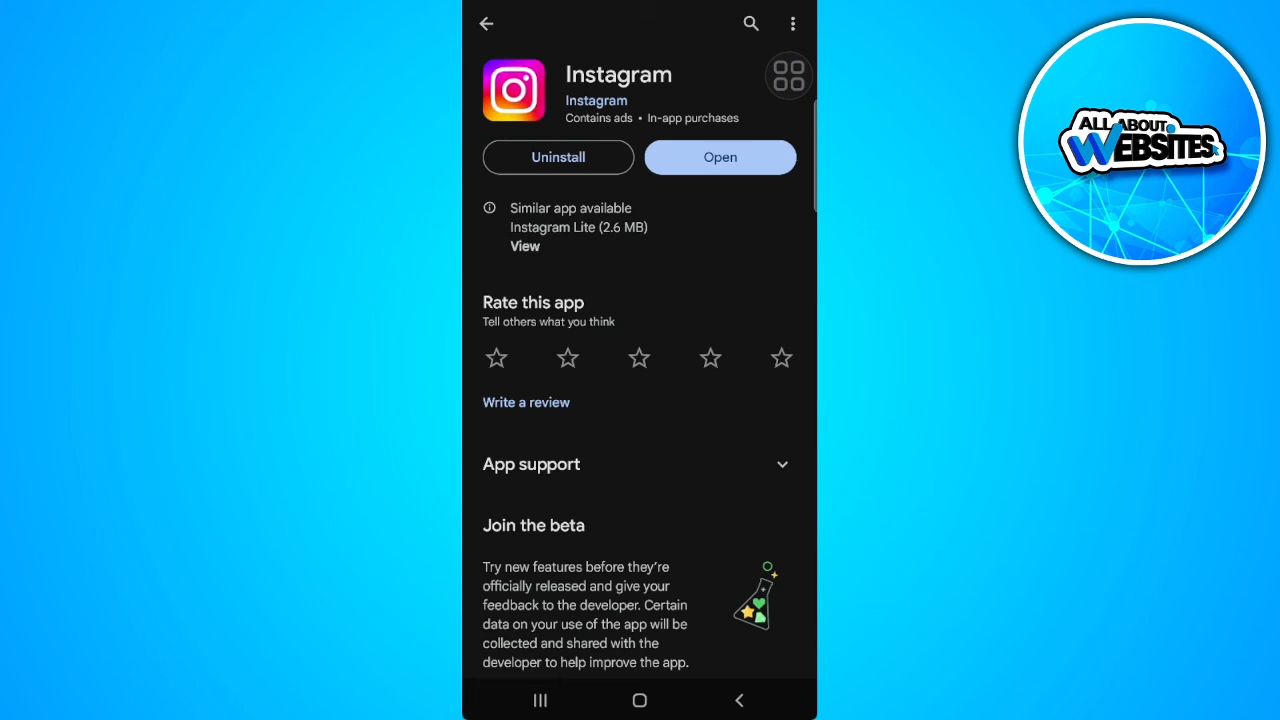 Instagram
Instagram
Contains ads • In-app purchases
Uninstall
Open
Similar app available
Instagram Lite (2.6 MB)
View
Rate this app
Tell others what you think
Write a review
App support
Join the beta
Try new features before they're
officially released and give your
feedback to the developer. Certain
data on your use of the app will be
collected and shared with the
developer to help improve the app.
ALL ABOUT
WEBSITES